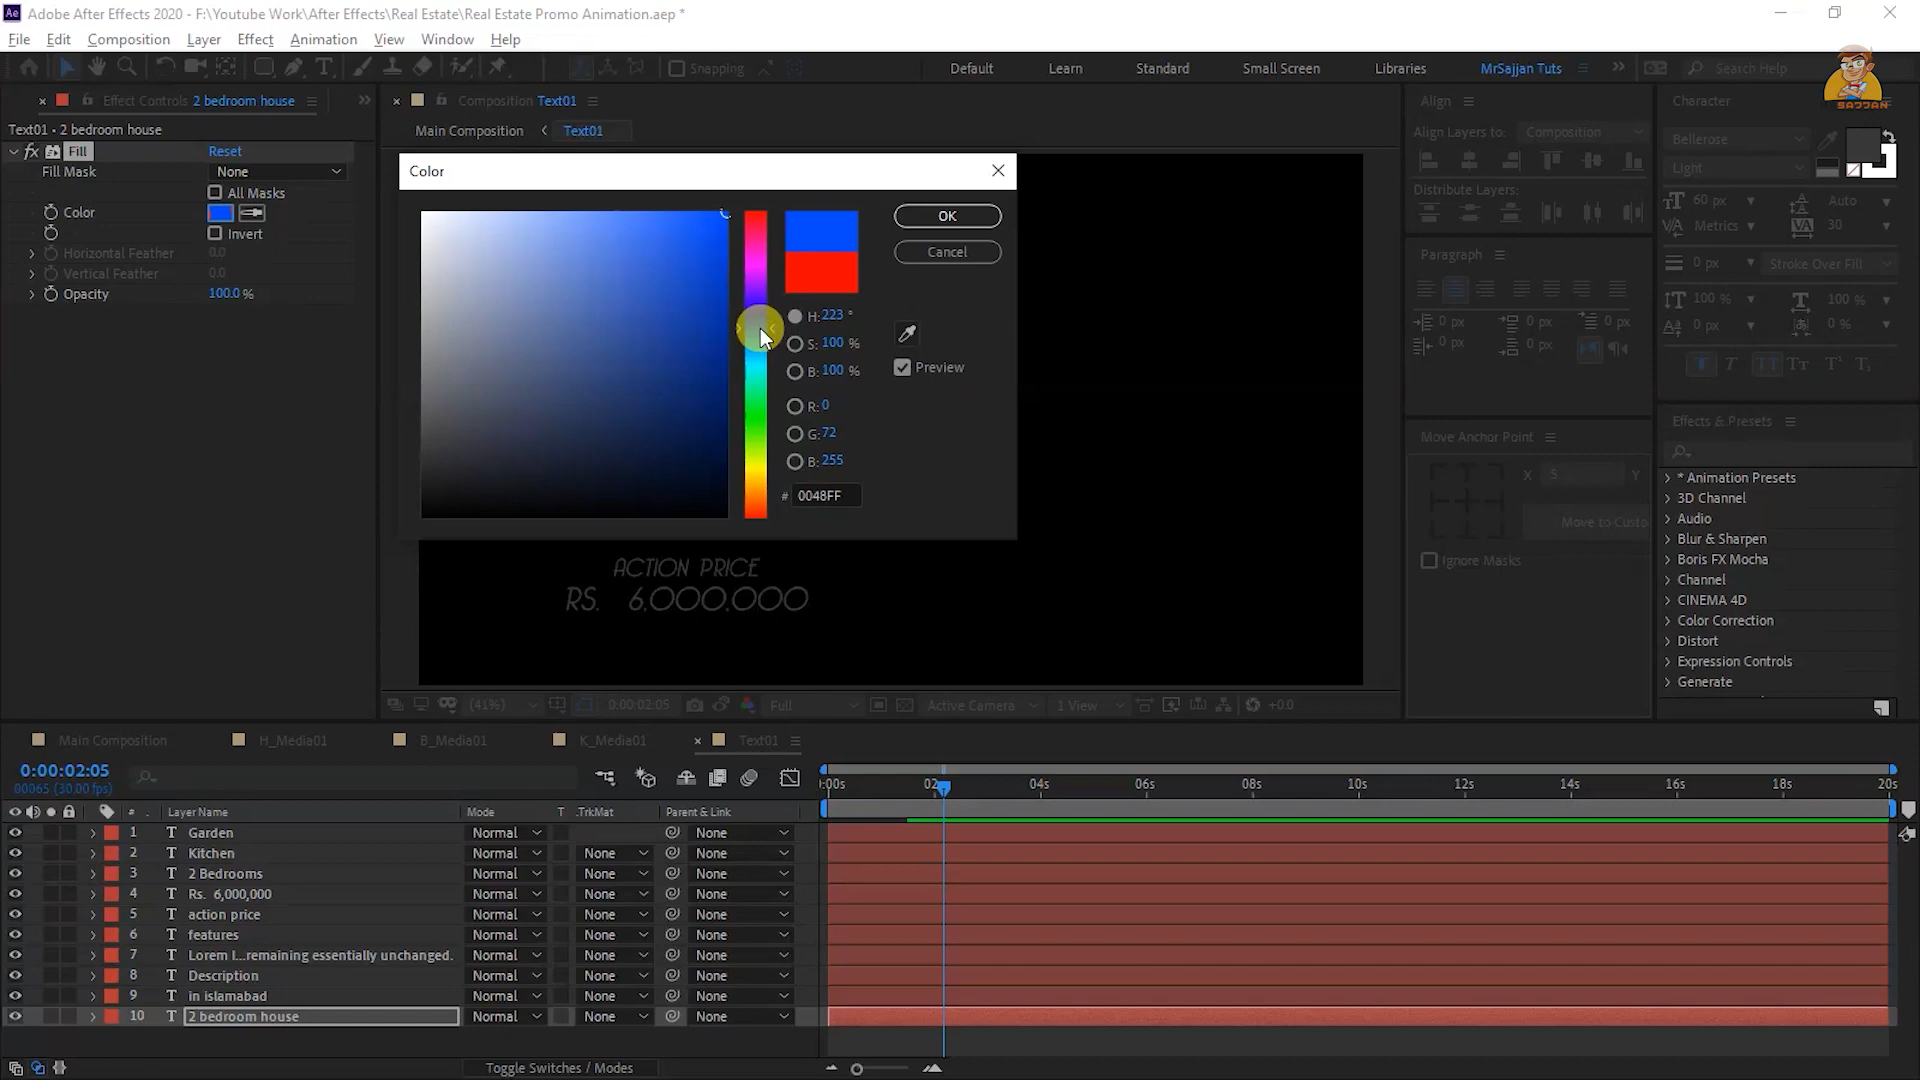 Adobe After Effects 2020 - F:\Youtube Work\After Effects\Real Estate\Real Estate Promo Animation.aep *
File Edit Composition Layer Effect Animation View Window Help
Snapping Default Learn Standard Small Screen Libraries MrSajjan Tuts Search Help
SAJJAN
Effect Controls 2 bedroom house
Composition Text01
Align
Character
Text01 • 2 bedroom house
Main Composition Text01
Align Layers to: Composition
Bellerose
fx Fill Reset
Light
Fill Mask None
Color
Distribute Layers:
All Masks
OK
60 px Auto
Color
Metrics 30
Invert
Cancel
Paragraph
Horizontal Feather 0.0
0 px Stroke Over Fill
Vertical Feather 0.0
100 % 100 %
Opacity 100.0 %
0 px 0 %
H: 223 °
0 px 0 px 0 px
S: 100 %
0 px 0 px
B: 100 %
Preview
R: 0
G: 72
B: 255
# 0048FF
Effects & Presets
Move Anchor Point
X S Y
Move to Custo
Ignore Masks
* Animation Presets
3D Channel
Audio
Blur & Sharpen
Boris FX Mocha
Channel
CINEMA 4D
Color Correction
Distort
Expression Controls
Generate
ACTION PRICE
RS. 6,000,000
(41%) 0:00:02:05 Full Active Camera 1 View +0.0
Main Composition H_Media01 B_Media01 K_Media01 Text01
0:00:02:05
00065 (30.00 fps)
:00s 02 04s 06s 08s 10s 12s 14s 16s 18s 20s
# Layer Name Mode T .TrkMat Parent & Link
1 T Garden Normal None
2 T Kitchen Normal None None
3 T 2 Bedrooms Normal None None
4 T Rs. 6,000,000 Normal None None
5 T action price Normal None None
6 T features Normal None None
7 T Lorem I...remaining essentially unchanged. Normal None None
8 T Description Normal None None
9 T in islamabad Normal None None
10 T 2 bedroom house Normal None None
Toggle Switches / Modes